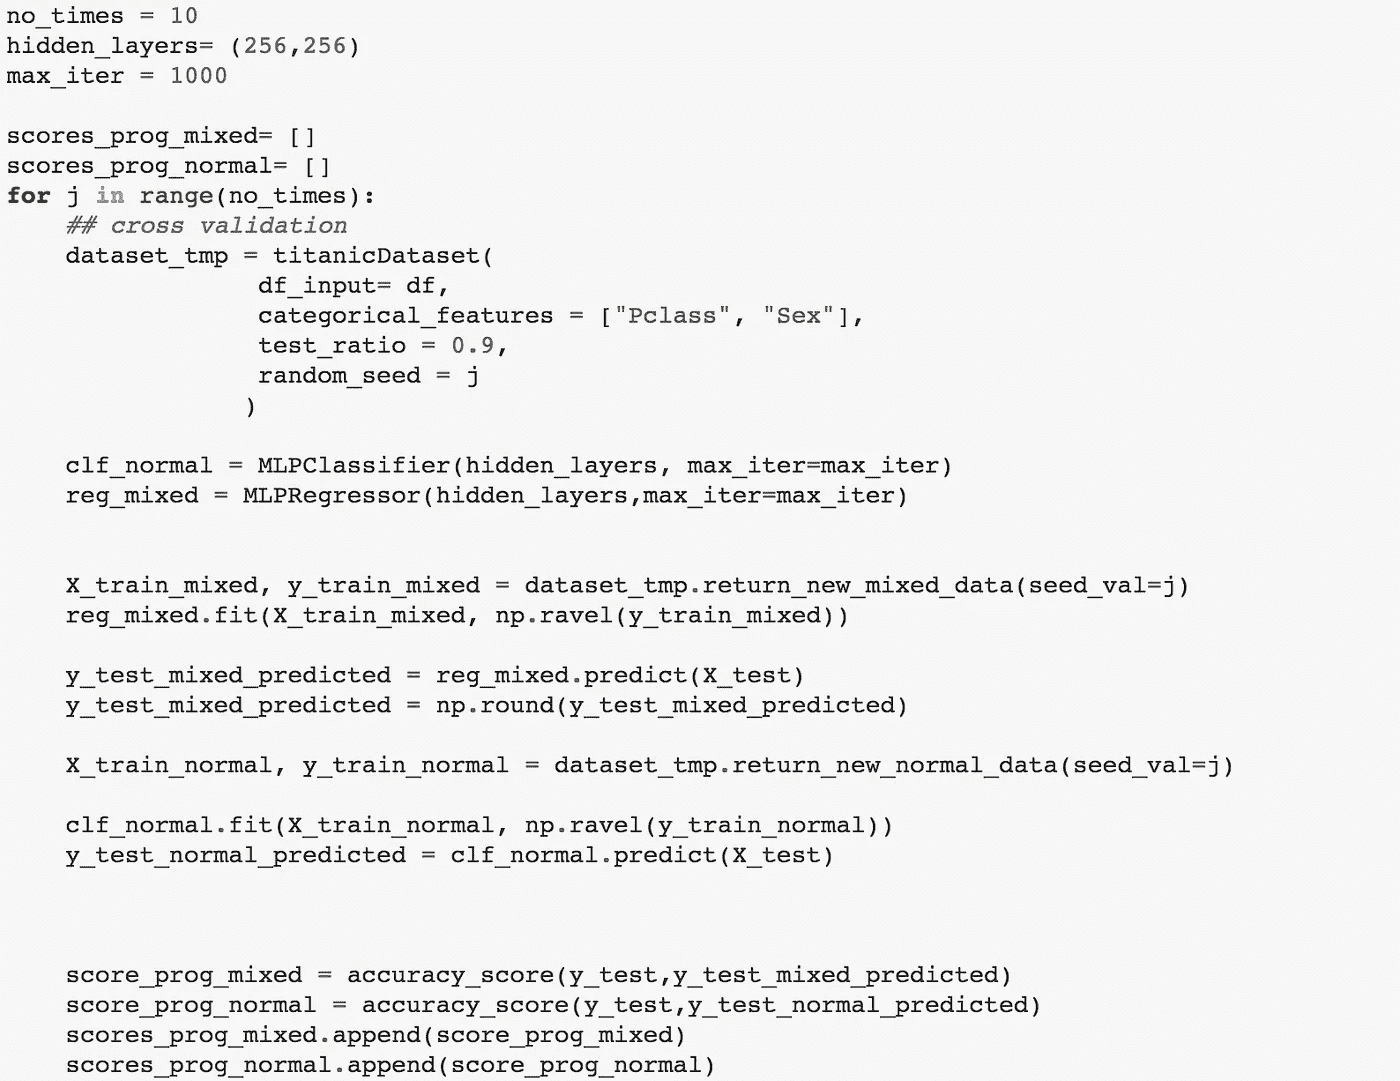 no_times = 10
hidden_layers= (256,256)
max_iter = 1000
scores_prog_mixed= []
scores_prog_normal= []
for j in range(no_times):
    ## cross validation
    dataset_tmp = titanicDataset(
                 df_input= df,
                 categorical_features = ["Pclass", "Sex"],
                 test_ratio = 0.9,
                 random_seed = j
                )
    clf_normal = MLPClassifier(hidden_layers, max_iter=max_iter)
    reg_mixed = MLPRegressor(hidden_layers,max_iter=max_iter)
    X_train_mixed, y_train_mixed = dataset_tmp.return_new_mixed_data(seed_val=j)
    reg_mixed.fit(X_train_mixed, np.ravel(y_train_mixed))
    y_test_mixed_predicted = reg_mixed.predict(X_test)
    y_test_mixed_predicted = np.round(y_test_mixed_predicted)
    X_train_normal, y_train_normal = dataset_tmp.return_new_normal_data(seed_val=j)
    clf_normal.fit(X_train_normal, np.ravel(y_train_normal))
    y_test_normal_predicted = clf_normal.predict(X_test)
    score_prog_mixed = accuracy_score(y_test,y_test_mixed_predicted)
    score_prog_normal = accuracy_score(y_test,y_test_normal_predicted)
    scores_prog_mixed.append(score_prog_mixed)
    scores_prog_normal.append(score_prog_normal)